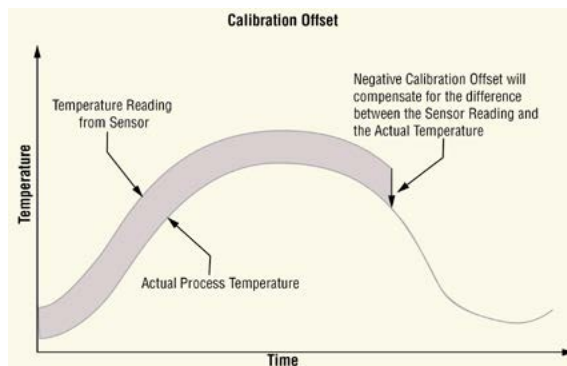 Calibration Offset
Temperature Reading
from Sensor
Negative Calibration Offset will
compensate for the difference
between the Sensor Reading and
the Actual Temperature
Temperature
Actual Process Temperature
Time